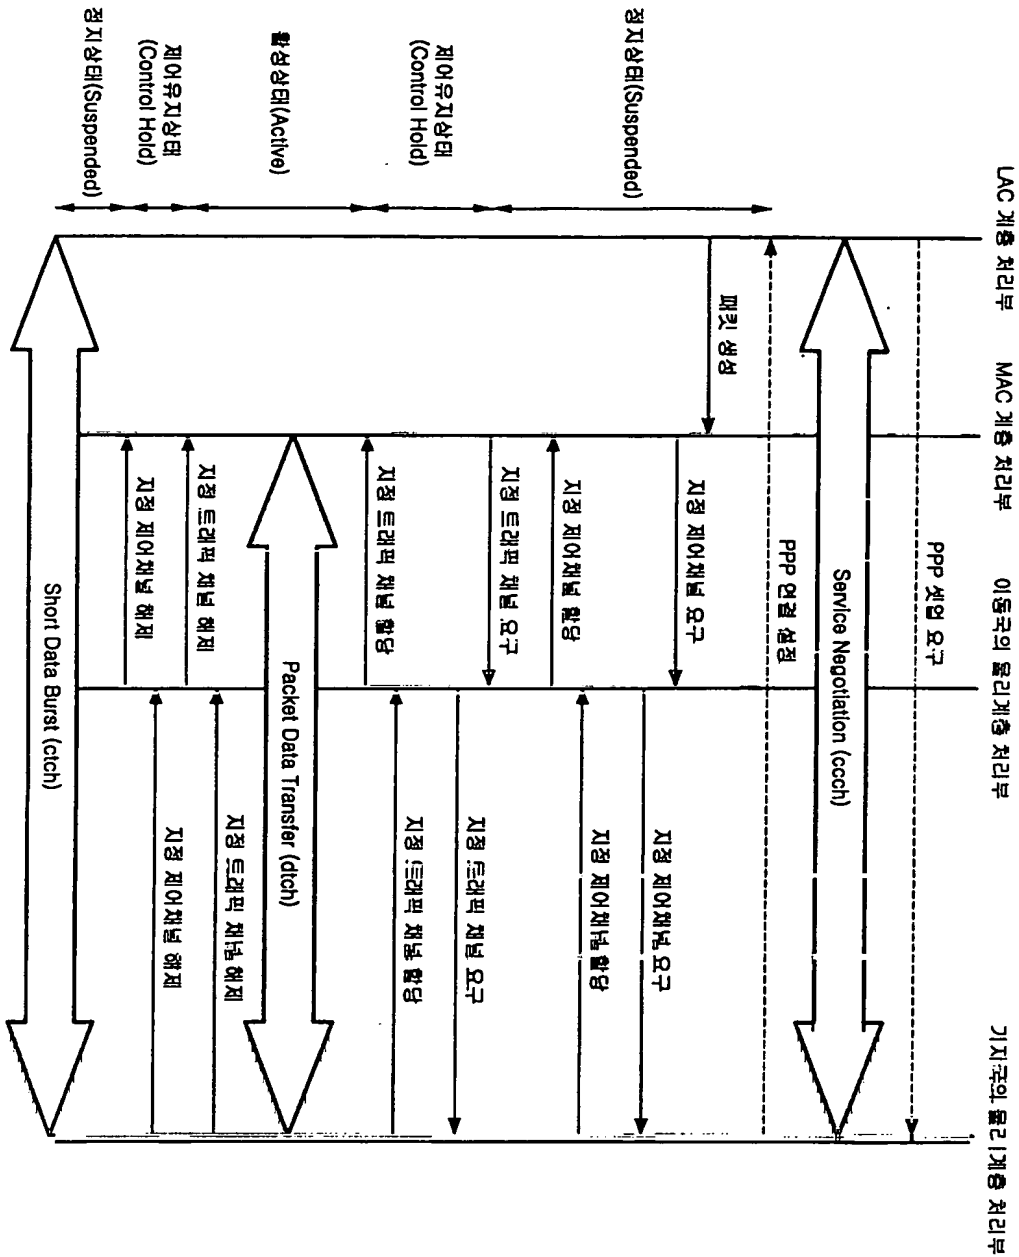 LAC 계층 처리부
MAC 계층 처리부
이동국의 물리계층 처리부
기지국의 물리계층 처리부
PPP 셋업 요구
Service Negotiation (ccch)
PPP 연결 설정
정지상태(Suspended)
패킷 생성
지정 제어채널 요구
지정 제어채널 요구
지정 제어채널 할당
지정 제어채널 할당
제어유지상태
(Control Hold)
지정 트래픽 채널 요구
지정 트래픽 채널 요구
지정 트래픽 채널 할당
지정 트래픽 채널 할당
활성상태(Active)
Packet Data Transfer (dtch)
지정 트래픽 채널 해제
지정 트래픽 채널 해제
제어유지상태
(Control Hold)
지정 제어채널 해제
지정 제어채널 해제
정지상태(Suspended)
Short Data Burst (ctch)